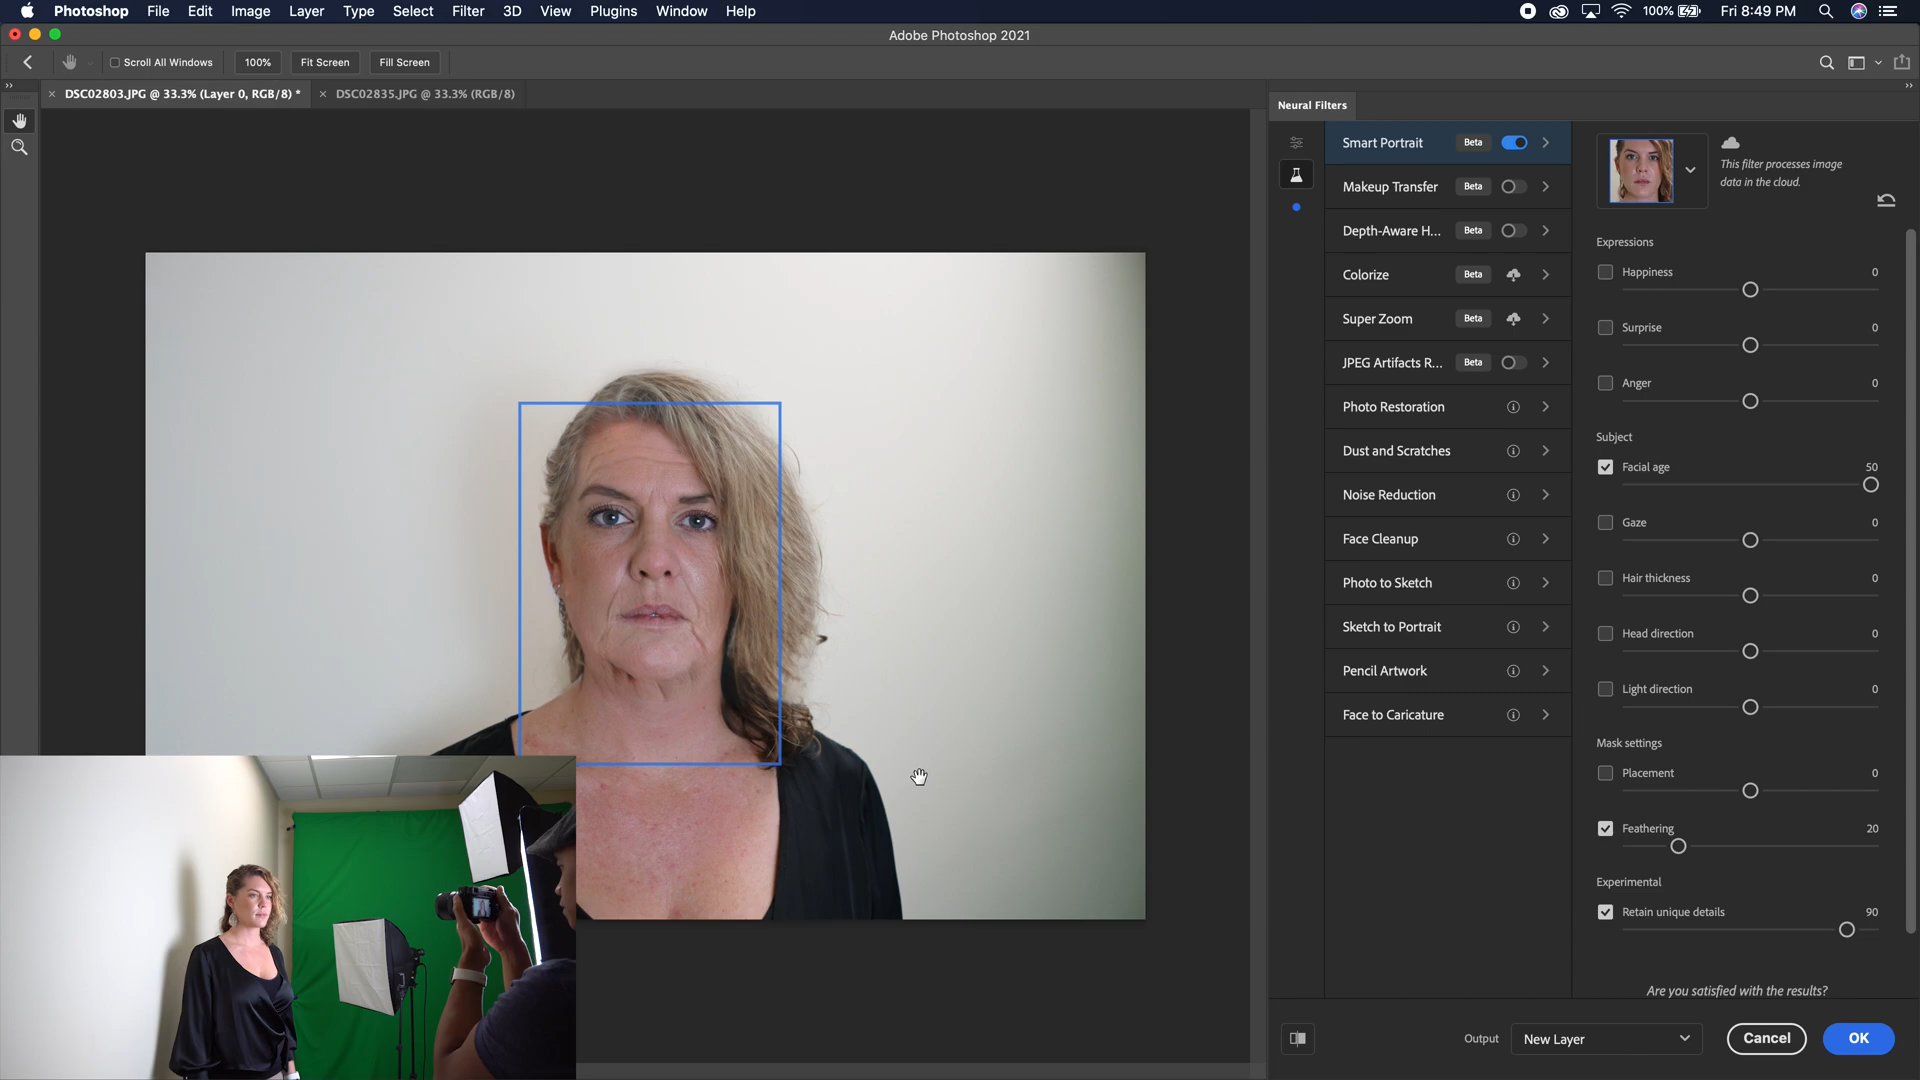 Photoshop File Edit Image Layer Type Select Filter 3D View Plugins Window Help 100% Fri 8:49 PM
Adobe Photoshop 2021
Scroll All Windows 100% Fit Screen Fill Screen
DSC02803.JPG @ 33.3% (Layer 0, RGB/8) * DSC02835.JPG @ 33.3% (RGB/8)
Neural Filters
Smart Portrait Beta
Makeup Transfer Beta
Depth-Aware H... Beta
Colorize Beta
Super Zoom Beta
JPEG Artifacts R... Beta
Photo Restoration
Dust and Scratches
Noise Reduction
Face Cleanup
Photo to Sketch
Sketch to Portrait
Pencil Artwork
Face to Caricature
This filter processes image
data in the cloud.
Expressions
Happiness 0
Surprise 0
Anger 0
Subject
Facial age 50
Gaze 0
Hair thickness 0
Head direction 0
Light direction 0
Mask settings
Placement 0
Feathering 20
Experimental
Retain unique details 90
Are you satisfied with the results?
Output New Layer Cancel OK